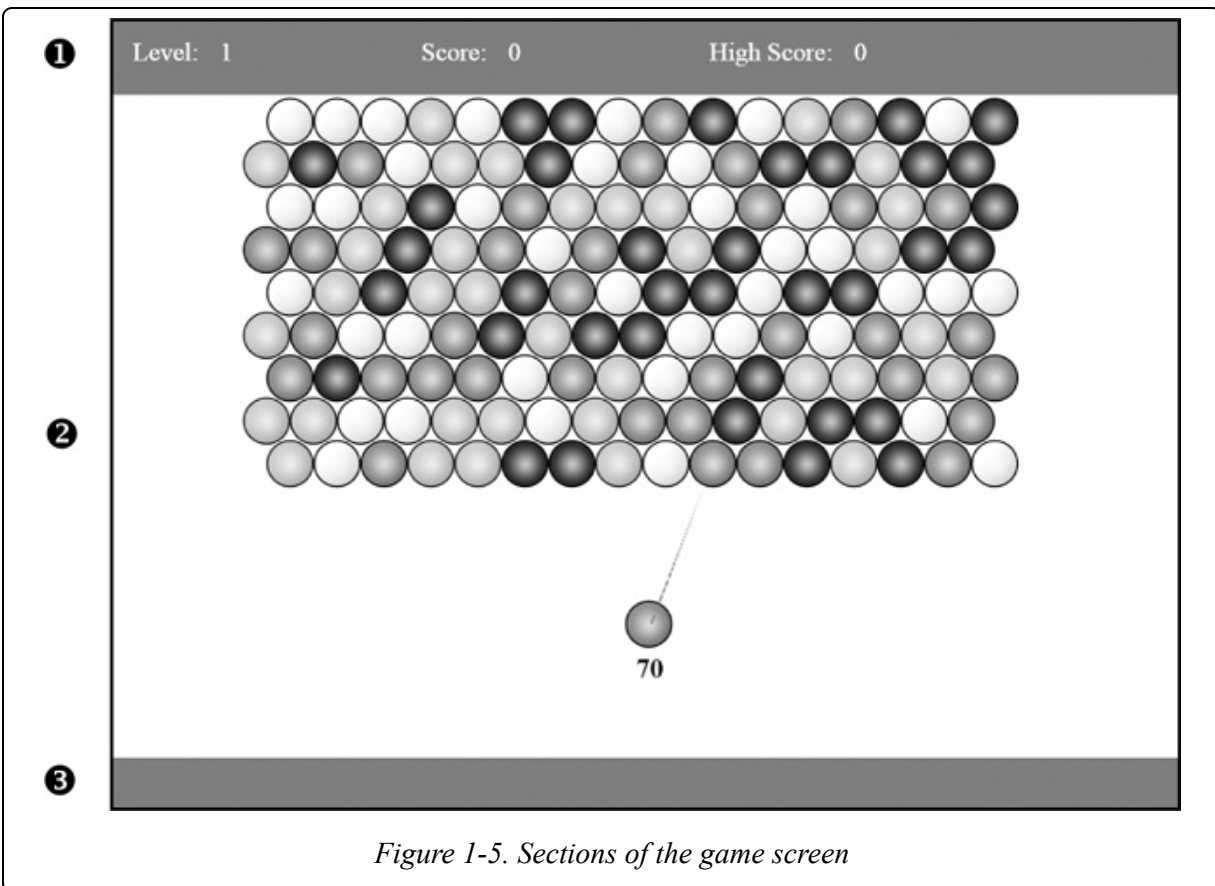 ❶ Level: 1 Score: 0 High Score: 0
❷
70
❸
Figure 1-5. Sections of the game screen